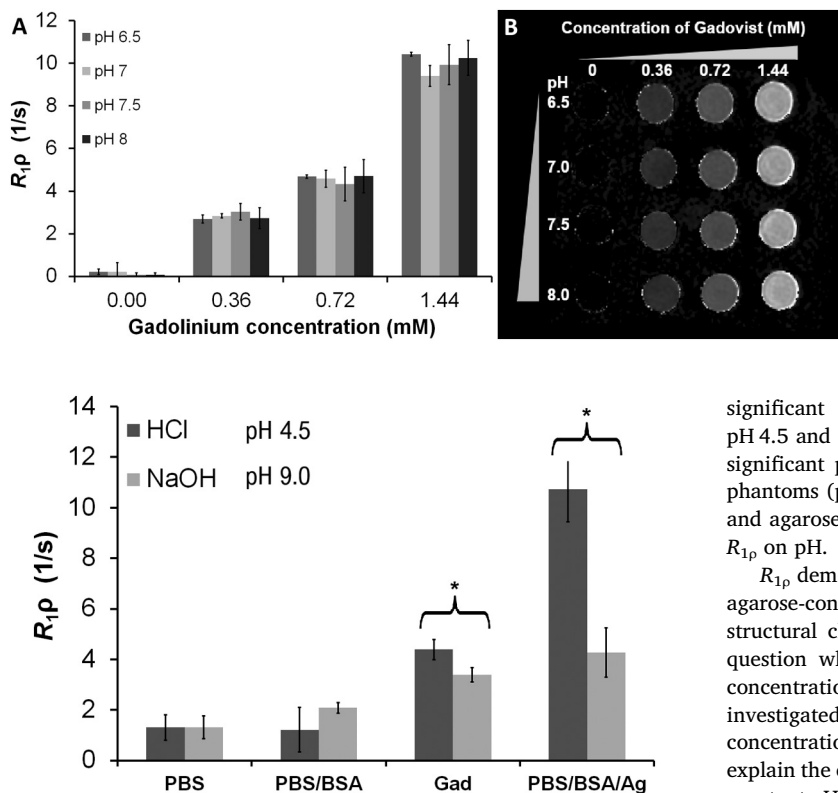 A
pH 6.5
pH 7
pH 7.5
pH 8
R₁ρ (1/s)
12
10
8
6
4
2
0
0.00 0.36 0.72 1.44
Gadolinium concentration (mM)
B
Concentration of Gadovist (mM)
0 0.36 0.72 1.44
pH
6.5
7.0
7.5
8.0
R₁ρ (1/s)
14
12
10
8
6
4
2
0
HCl pH 4.5
NaOH pH 9.0
*
*
PBS PBS/BSA Gad PBS/BSA/Ag
significant
pH 4.5 and
significant p
phantoms (p
and agarose
R₁ρ on pH.
R₁ρ dem
agarose-con
structural c
question wh
concentratio
investigated
concentration
explain the